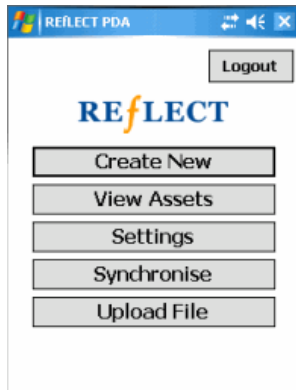 REfLECT PDA
Logout
REfLECT
Create New
View Assets
Settings
Synchronise
Upload File